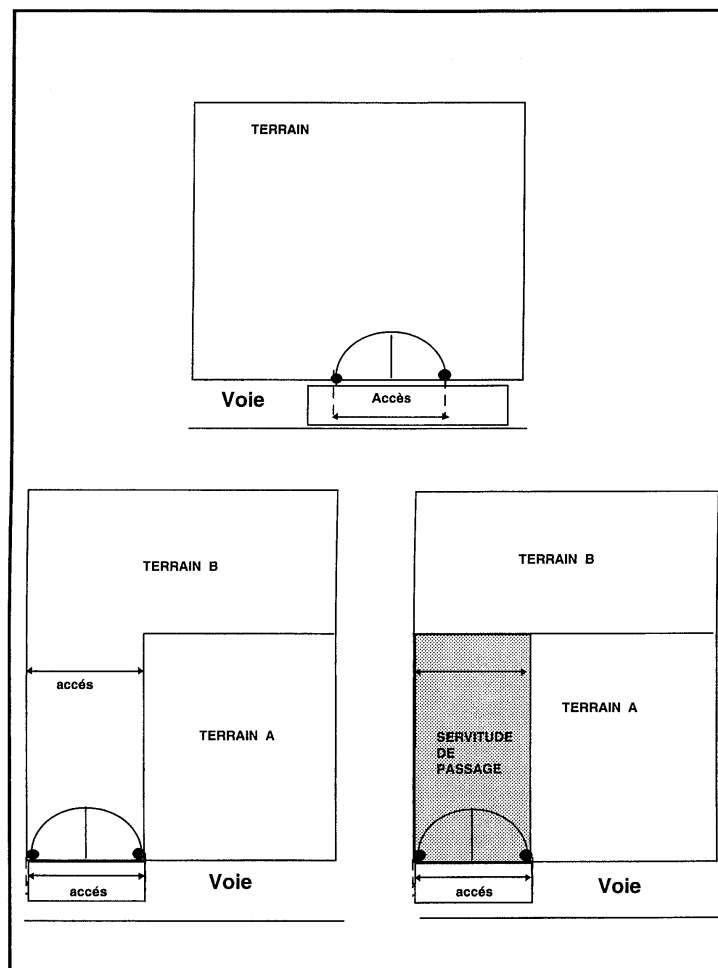 TERRAIN
Voie
Accès
TERRAIN B
accés
TERRAIN A
accés
Voie
TERRAIN B
TERRAIN A
SERVITUDE
DE
PASSAGE
accés
Voie